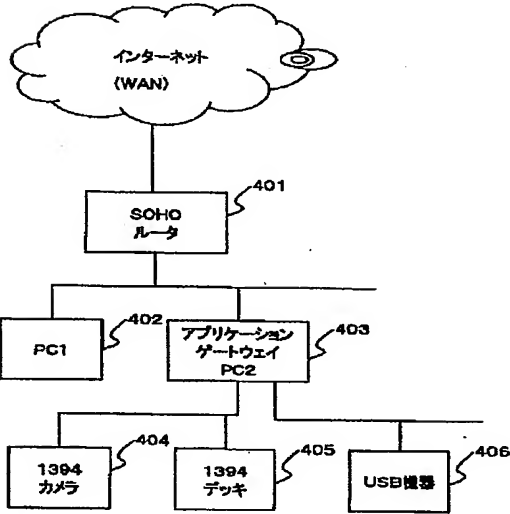 インターネット
(WAN)
401
SOHO
ルータ
402
PC1
403
アプリケーション
ゲートウェイ
PC2
404
1394
カメラ
405
1394
デッキ
406
USB機器